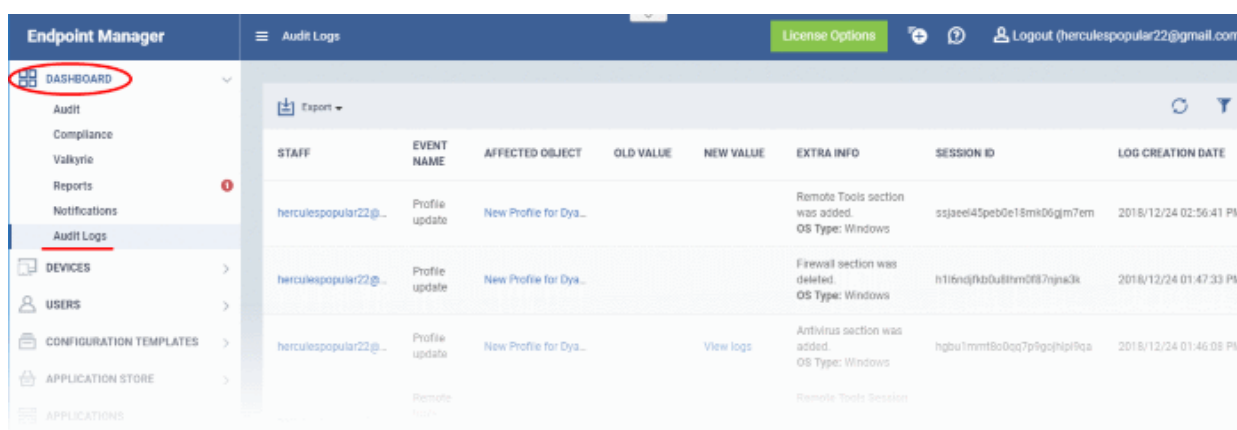 Endpoint Manager
Audit Logs
License Options
Logout (herculespopular22@gmail.com
DASHBOARD
Audit
Compliance
Valkyrie
Reports
Notifications
Audit Logs
DEVICES
USERS
CONFIGURATION TEMPLATES
APPLICATION STORE
APPLICATIONS
Export
STAFF
EVENT NAME
AFFECTED OBJECT
OLD VALUE
NEW VALUE
EXTRA INFO
SESSION ID
LOG CREATION DATE
herculespopular22@...
Profile update
New Profile for Dya...
Remote Tools section was added.
OS Type: Windows
2018/12/24 02:56:41 PM
herculespopular22@...
Profile update
New Profile for Dya...
Firewall section was deleted.
OS Type: Windows
2018/12/24 01:47:33 PM
herculespopular22@...
Profile update
New Profile for Dya...
View logs
Antivirus section was added.
OS Type: Windows
2018/12/24 01:46:08 PM
Remote
Remote Tools Session